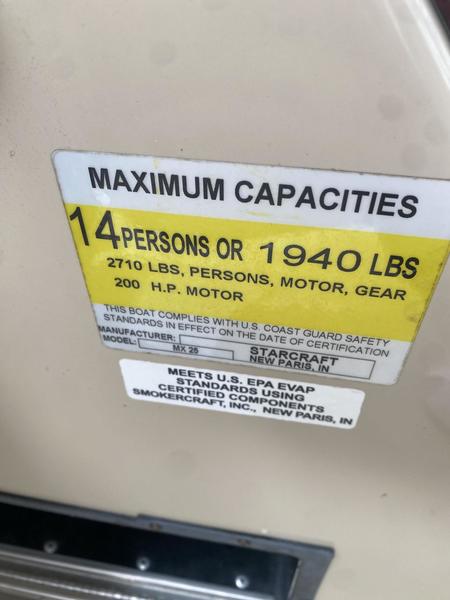 MAXIMUM CAPACITIES
14 PERSONS OR 1940 LBS
2710 LBS, PERSONS, MOTOR, GEAR
200 H.P. MOTOR
THIS BOAT COMPLIES WITH U.S. COAST GUARD SAFETY
STANDARDS IN EFFECT ON THE DATE OF CERTIFICATION
MANUFACTURER: STARCRAFT
MODEL: MX 25 NEW PARIS, IN
MEETS U.S. EPA EVAP
STANDARDS USING
CERTIFIED COMPONENTS
SMOKERCRAFT, INC., NEW PARIS, IN